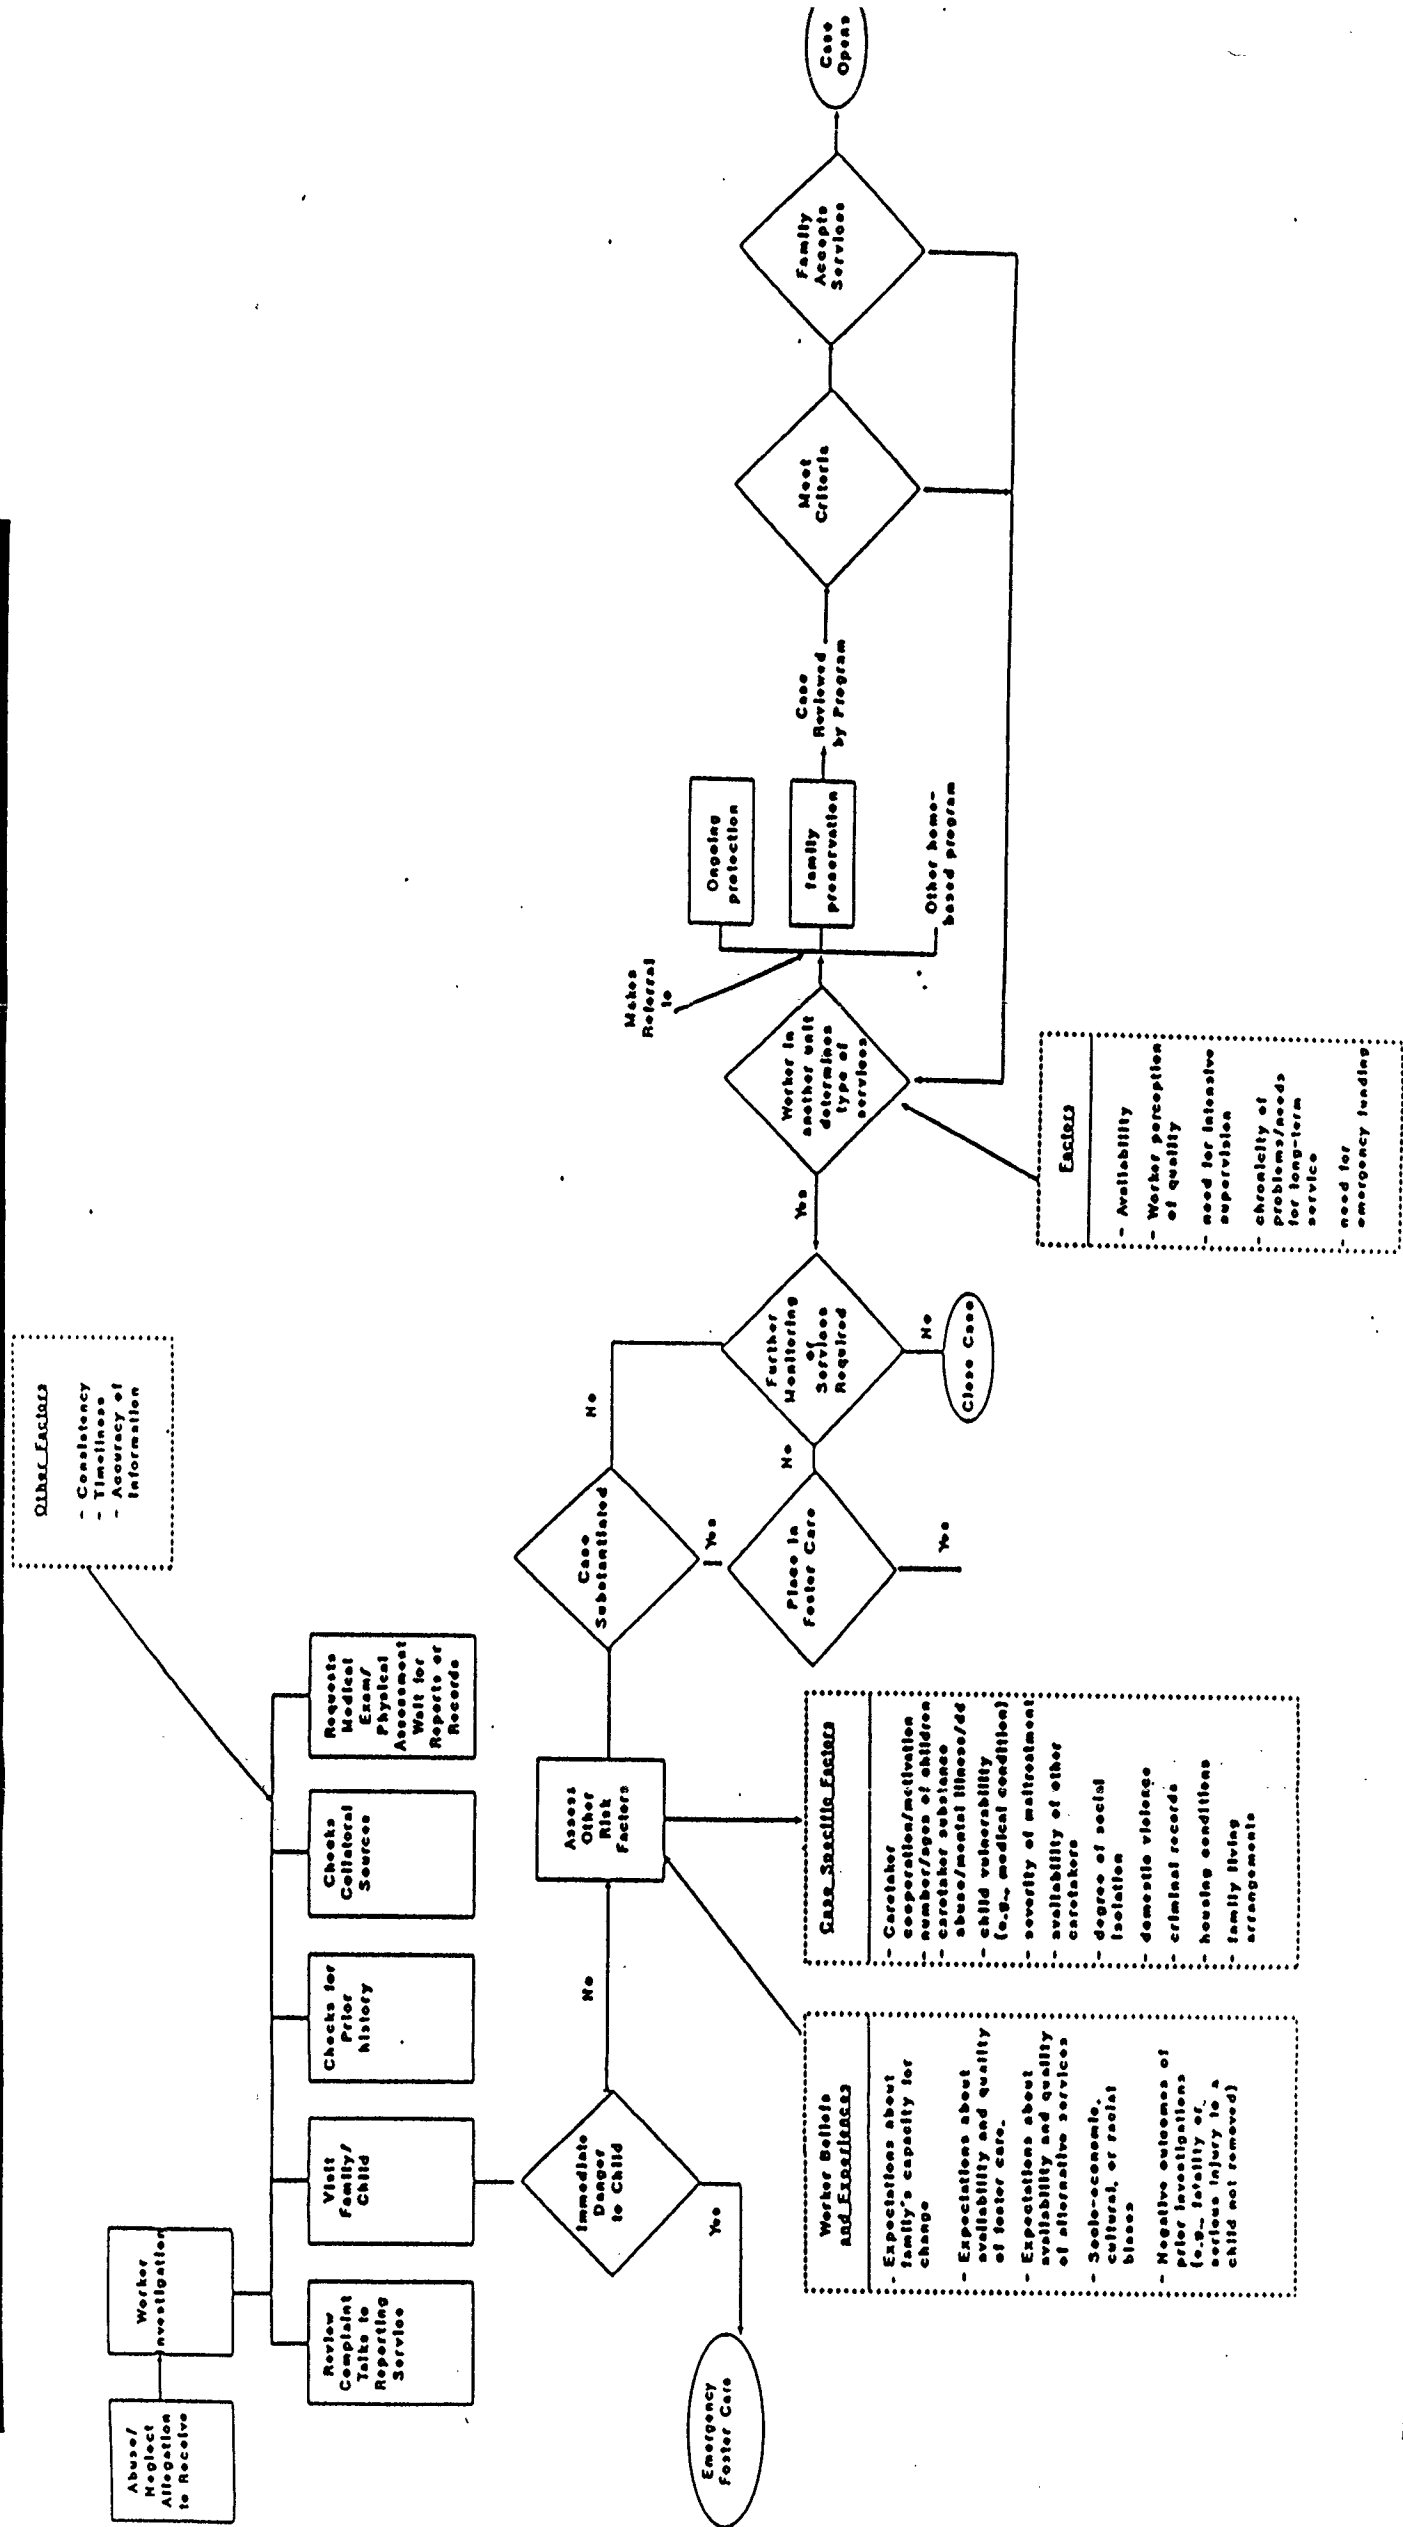 Abuse/
Neglect
Allegation
to Receive
Worker
Investigation
Other Factors
- Consistency
- Timeliness
- Accuracy of
Information
Review
Complaint
Talks to
Reporting
Service
Visit
Family/
Child
Checks for
Prior
history
Checks
Collateral
Sources
Requests
Medical
Exam/
Physical
Assessment
Wait for
Reports or
Records
Immediate
Danger
to Child
No
Yes
Emergency
Foster Care
Assess
Other
Risk
Factors
Case
Substantiated
No
Yes
Place in
Foster Care
No
Yes
Further
Monitoring
or
Services
Required
No
Close Case
Yes
Worker in
another unit
determines
type of
services
Makes
Referral
to
Ongoing
protection
family
preservation
Other home-
based program
Case
Reviewed
by Program
Meet
Criteria
Family
Accepts
Services
Case
Opens
Worker Beliefs
and Experiences
- Expectations about
family's capacity for
change
- Expectations about
availability and quality
of foster care.
- Expectations about
availability and quality
of alternative services
- Socio-economic,
cultural, or racial
biases
- Negative outcomes of
prior investigations
(e.g., fatality or
serious injury to a
child not removed)
Case Specific Factors
- Caretaker
cooperation/motivation
- number/ages of children
- caretaker substance
abuse/mental illness/dd
- child vulnerability
(e.g., medical condition)
- severity of maltreatment
- availability of other
caretakers
- degree of social
isolation
- domestic violence
- criminal records
- housing conditions
- family living
arrangements
Factors
- Availability
- Worker perception
of quality
- need for intensive
supervision
- chronicity of
problems/needs
for long-term
service
- need for
emergency funding